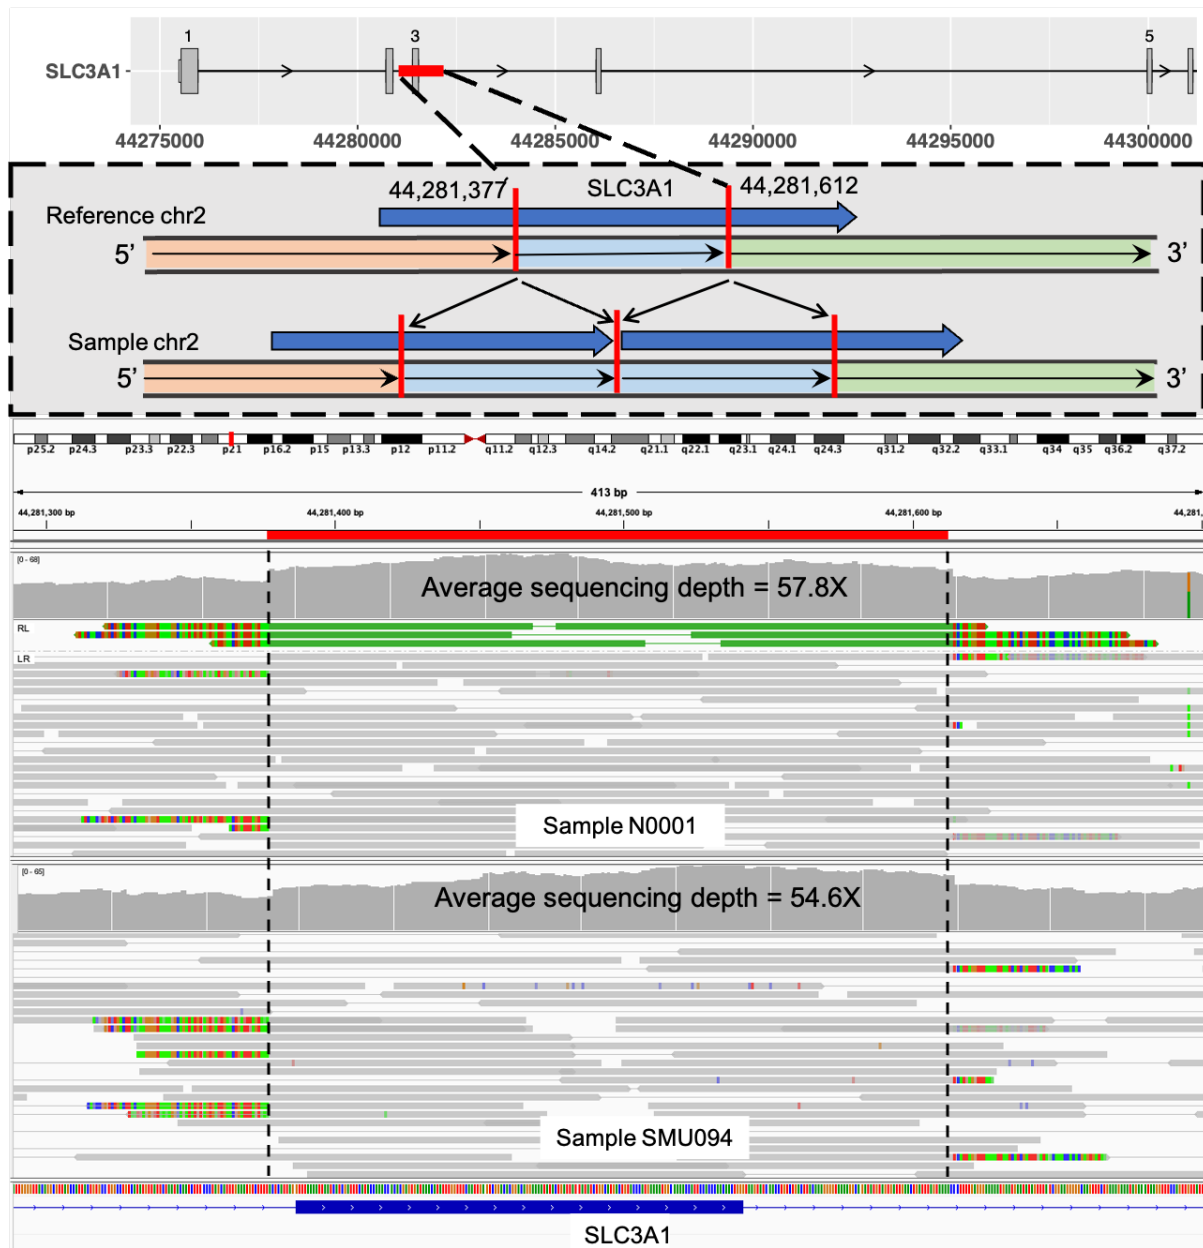 1 3 5
SLC3A1
44275000 44280000 44285000 44290000 44295000 44300000
44,281,377 SLC3A1 44,281,612
Reference chr2
5’ 3’
Sample chr2
5’ 3’
p25.2 p24.3 p23.3 p22.3 p21 p16.2 p15 p13.3 p12 p11.2 q11.2 q12.3 q14.2 q21.1 q22.1 q23.1 q24.1 q24.3 q31.2 q32.2 q33.1 q34 q35 q36.2 q37.2
413 bp
44,281,300 bp 44,281,400 bp 44,281,500 bp 44,281,600 bp 44,281,
[0 - 68]
Average sequencing depth = 57.8X
RL
LR
Sample N0001
[0 - 65]
Average sequencing depth = 54.6X
Sample SMU094
SLC3A1